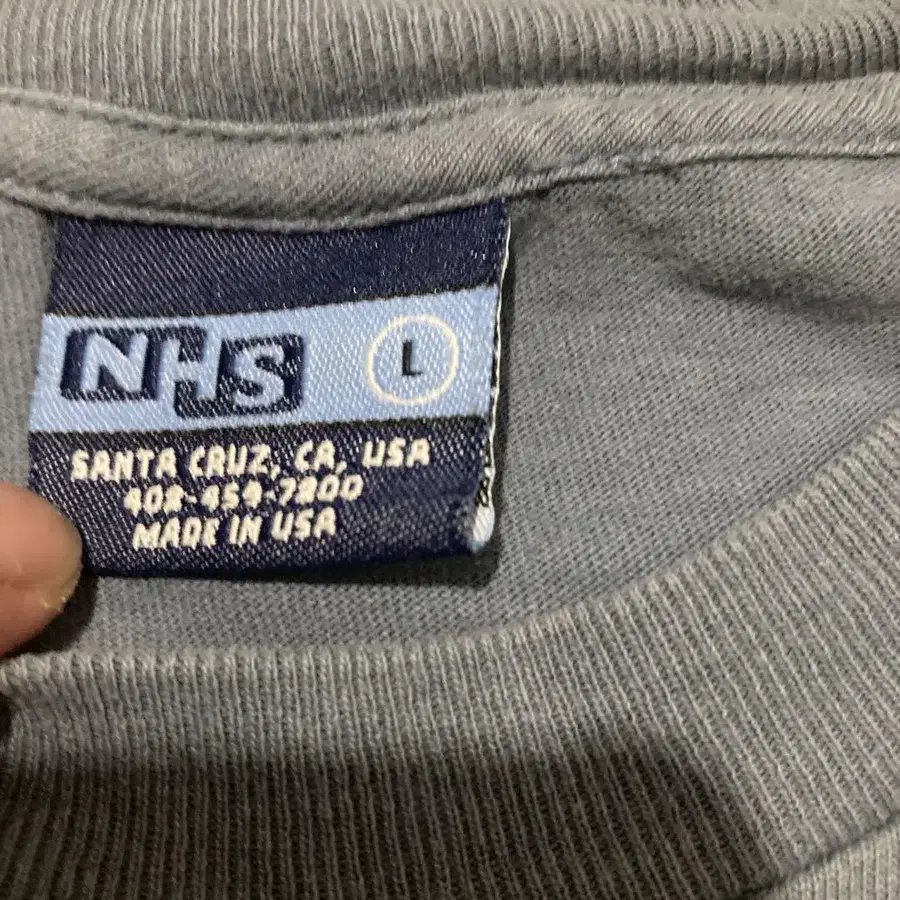 NHS L
SANTA CRUZ, CA, USA
408-459-7800
MADE IN USA